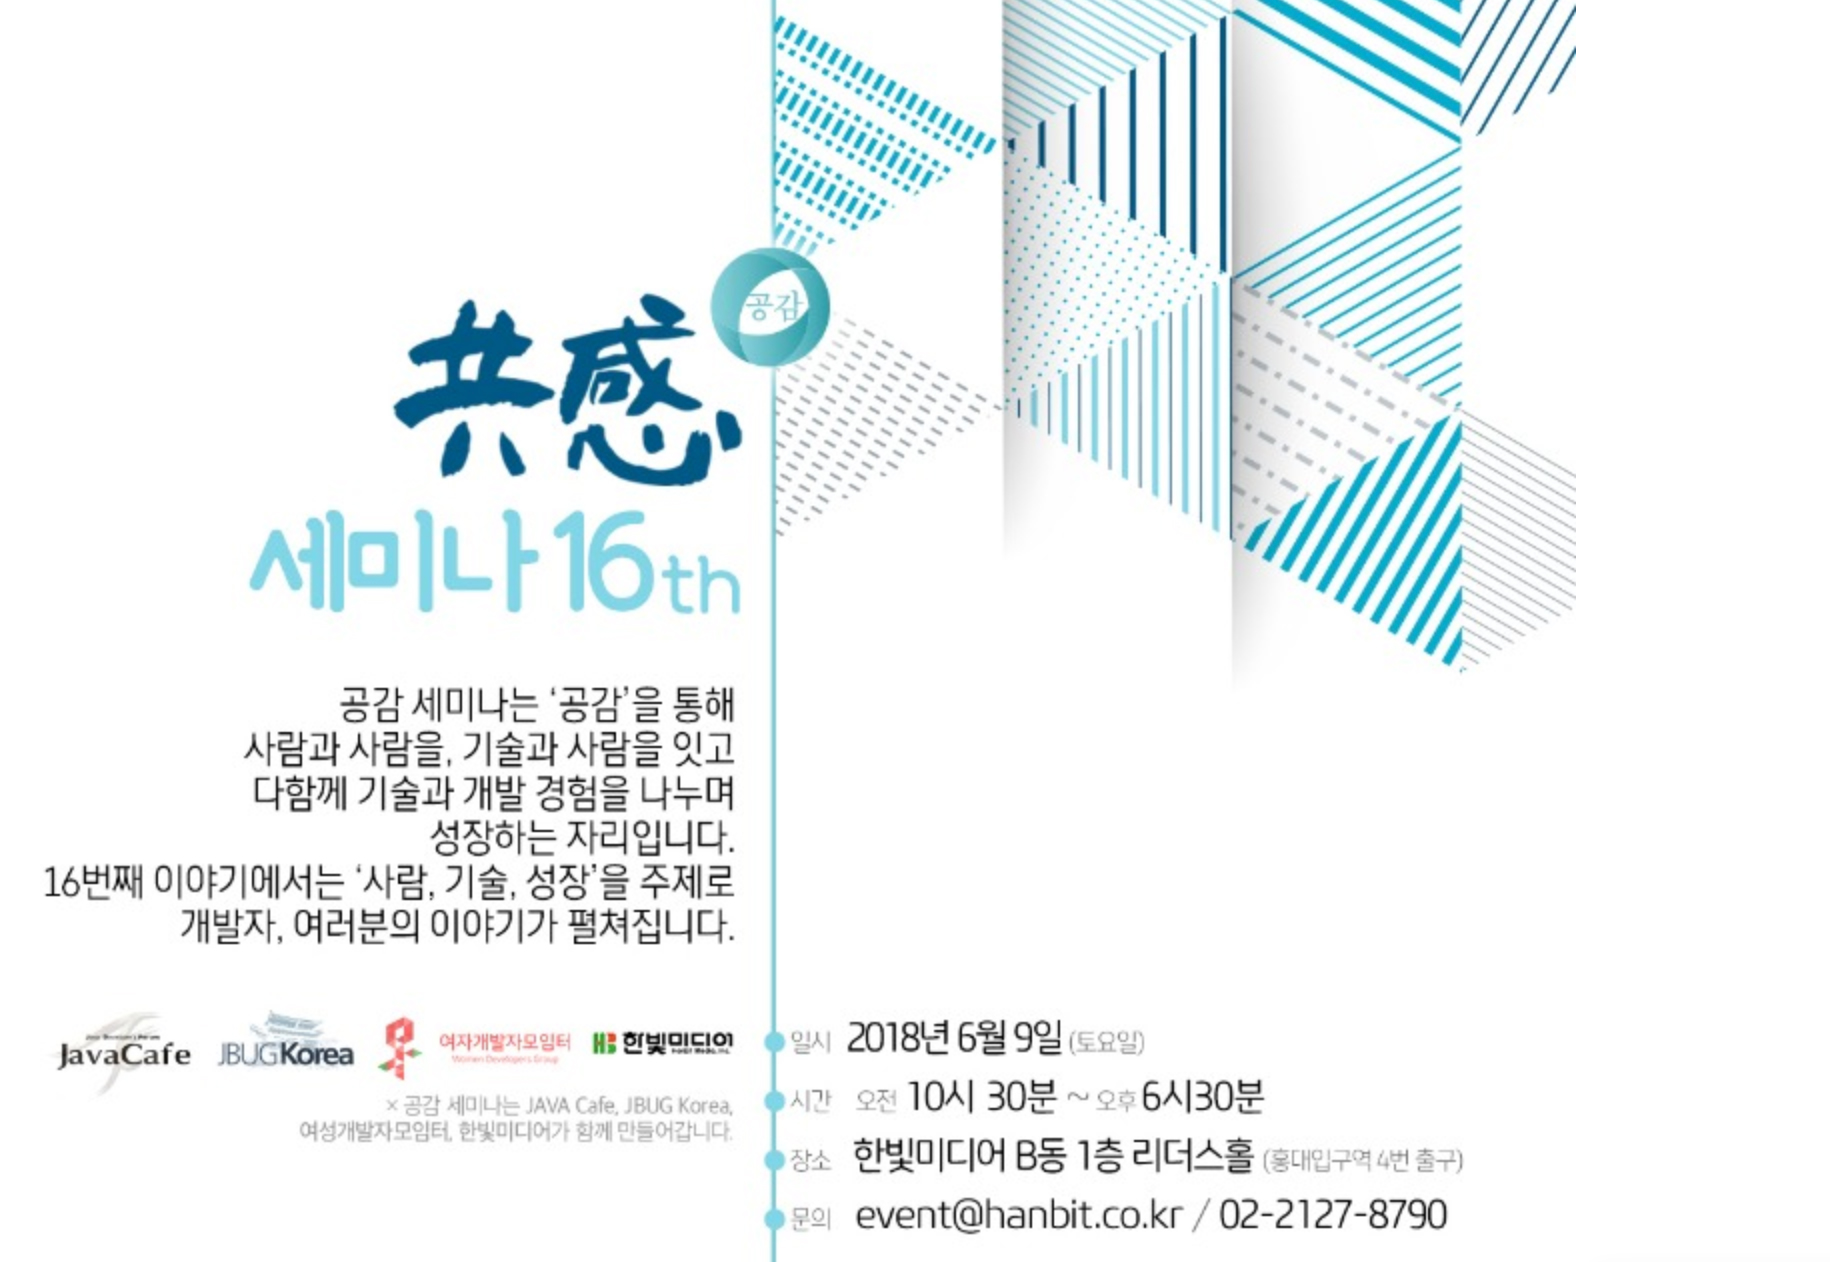 공감
共感
세미나 16th
공감 세미나는 ‘공감’을 통해
사람과 사람을, 기술과 사람을 잇고
다함께 기술과 개발 경험을 나누며
성장하는 자리입니다.
16번째 이야기에서는 ‘사람, 기술, 성장’을 주제로
개발자, 여러분의 이야기가 펼쳐집니다.
JavaCafe
JBUG Korea
여자개발자모임터
Women Developers Group
HB 한빛미디어
Hanbit Media, Inc.
× 공감 세미나는 JAVA Cafe, JBUG Korea,
여성개발자모임터, 한빛미디어가 함께 만들어갑니다.
일시 2018년 6월 9일 (토요일)
시간 오전 10시 30분 ~ 오후 6시30분
장소 한빛미디어 B동 1층 리더스홀 (홍대입구역 4번 출구)
문의 event@hanbit.co.kr / 02-2127-8790